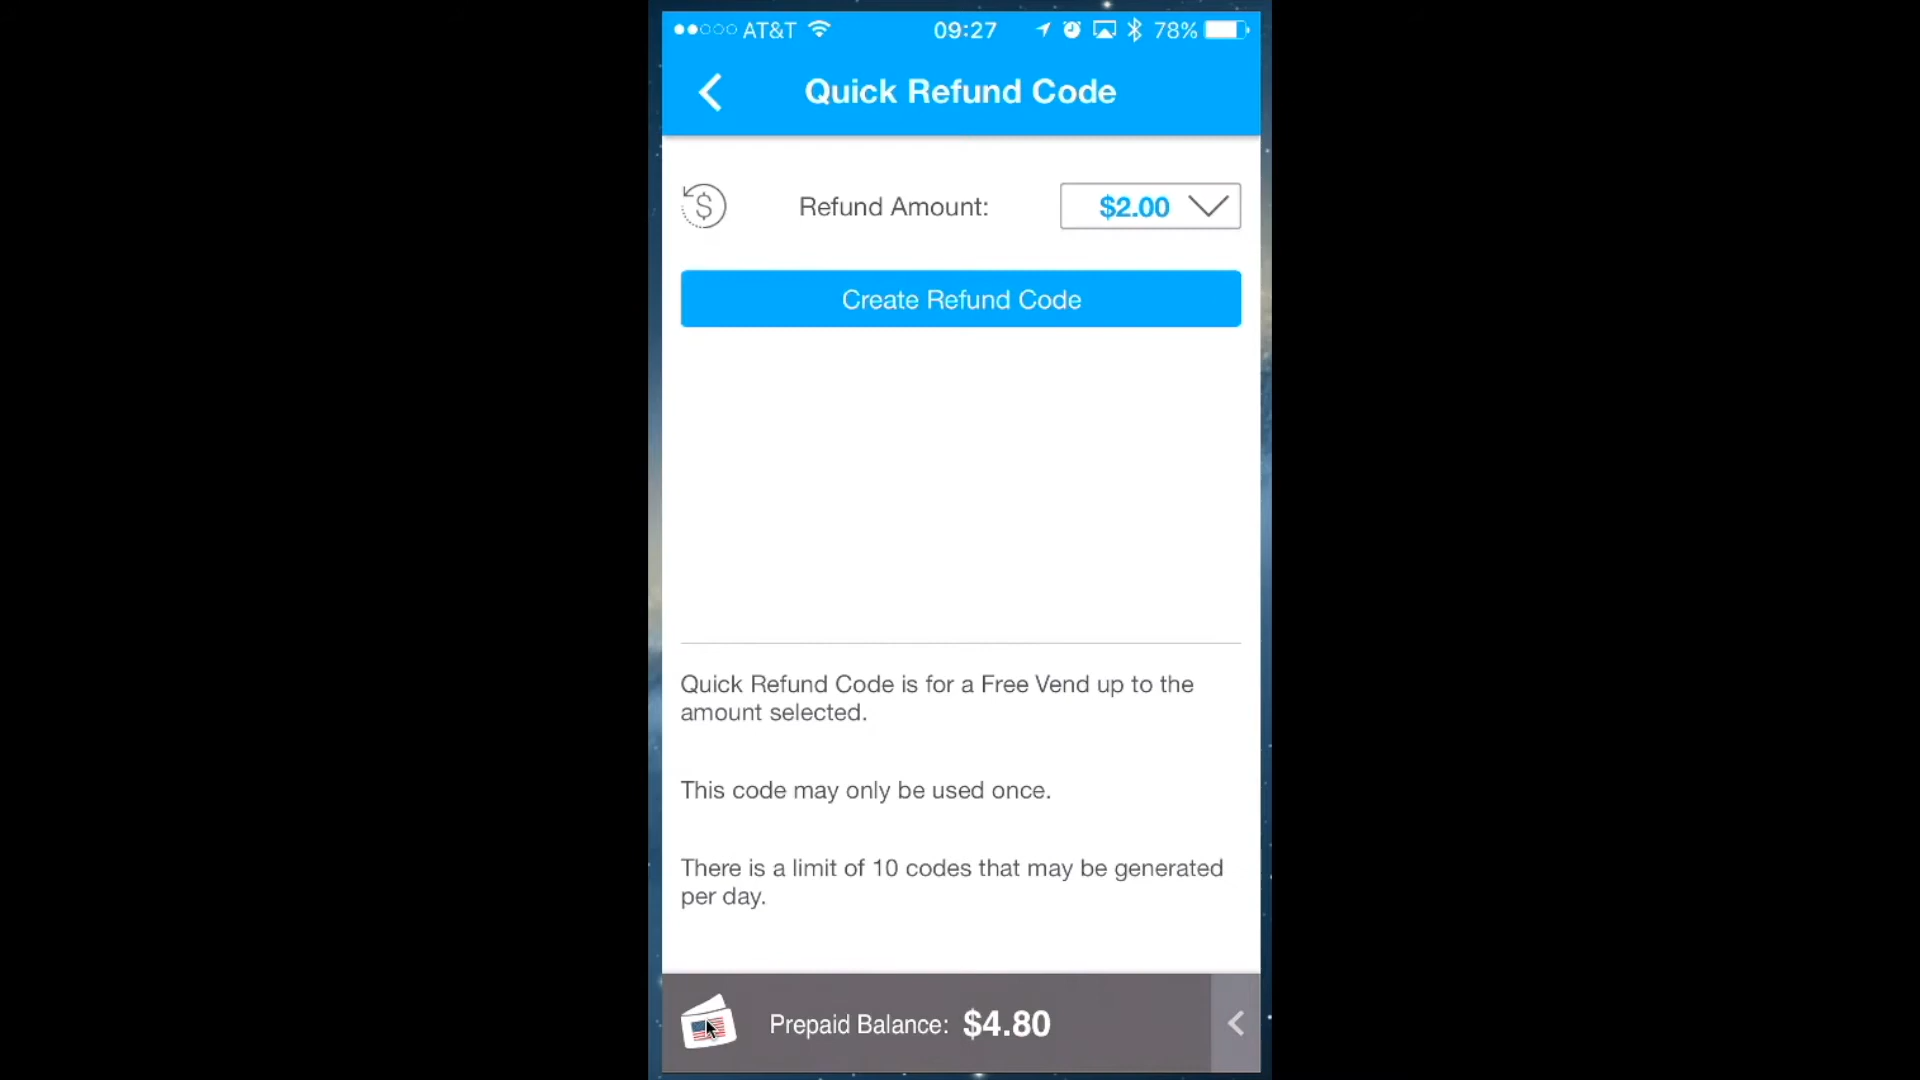 AT&T 09:27 78%
Quick Refund Code
Refund Amount: $2.00
Create Refund Code
Quick Refund Code is for a Free Vend up to the
amount selected.
This code may only be used once.
There is a limit of 10 codes that may be generated
per day.
Prepaid Balance: $4.80